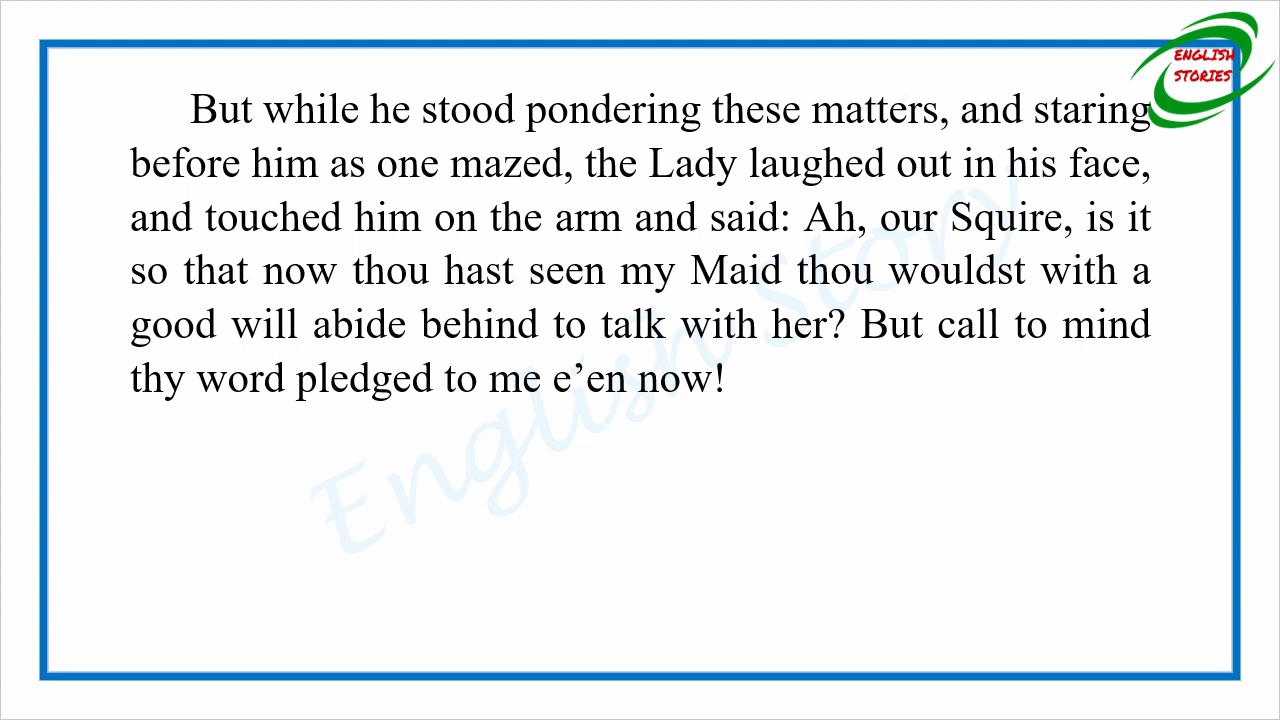 ENGLISH
STORIES
But while he stood pondering these matters, and staring
before him as one mazed, the Lady laughed out in his face,
and touched him on the arm and said: Ah, our Squire, is it
so that now thou hast seen my Maid thou wouldst with a
good will abide behind to talk with her? But call to mind
thy word pledged to me e’en now!
English Story